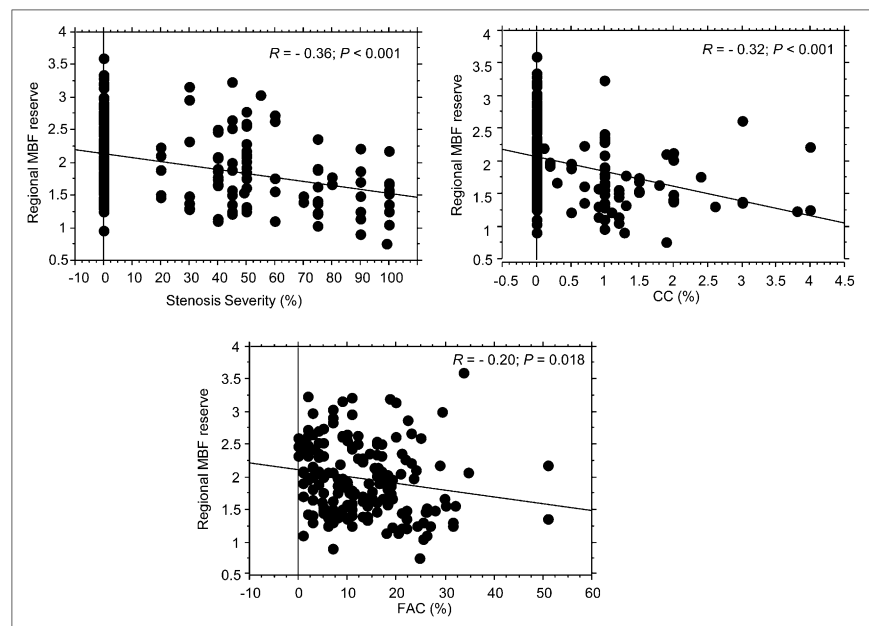 R = - 0.36; P < 0.001
Regional MBF reserve
4
3.5
3
2.5
2
1.5
1
0.5
-10 0 10 20 30 40 50 60 70 80 90 100
Stenosis Severity (%)
R = - 0.32; P < 0.001
Regional MBF reserve
4
3.5
3
2.5
2
1.5
1
0.5
-0.5 0 0.5 1.0 1.5 2.0 2.5 3.0 3.5 4 4.5
CC (%)
R = - 0.20; P = 0.018
Regional MBF reserve
4
3.5
3
2.5
2
1.5
1
0.5
-10 0 10 20 30 40 50 60
FAC (%)